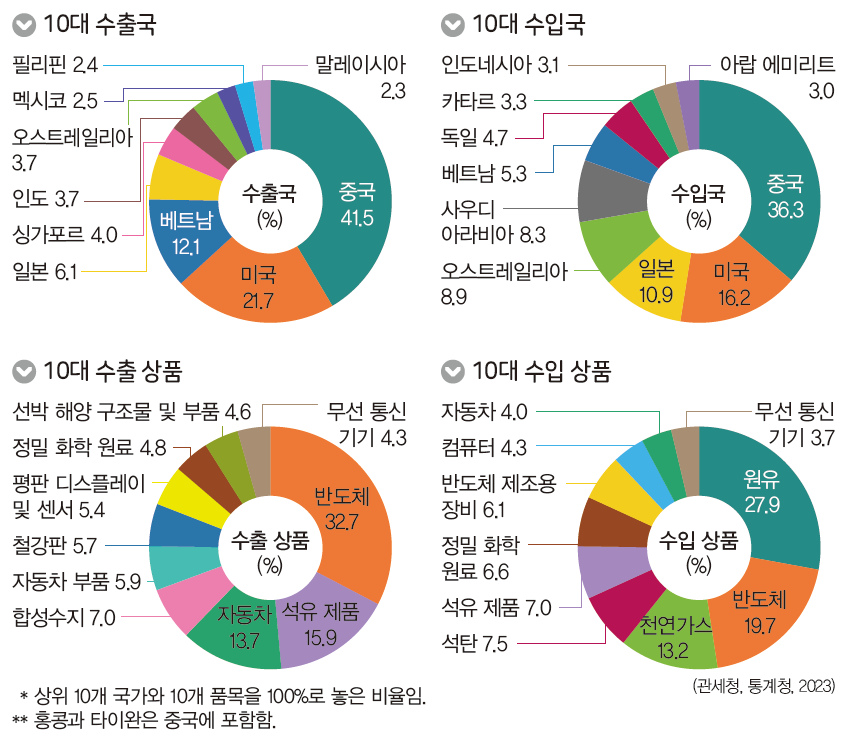 10대 수출국
필리핀 2.4
말레이시아
2.3
멕시코 2.5
오스트레일리아
3.7
인도 3.7
싱가포르 4.0
일본 6.1
베트남
12.1
수출국
(%)
중국
41.5
미국
21.7
10대 수입국
인도네시아 3.1
아랍 에미리트
3.0
카타르 3.3
독일 4.7
베트남 5.3
사우디
아라비아 8.3
오스트레일리아
8.9
수입국
(%)
중국
36.3
일본
10.9
미국
16.2
10대 수출 상품
선박 해양 구조물 및 부품 4.6
무선 통신
기기 4.3
정밀 화학 원료 4.8
평판 디스플레이
및 센서 5.4
철강판 5.7
자동차 부품 5.9
합성수지 7.0
반도체
32.7
수출 상품
(%)
자동차
13.7
석유 제품
15.9
10대 수입 상품
자동차 4.0
무선 통신
기기 3.7
컴퓨터 4.3
반도체 제조용
장비 6.1
정밀 화학
원료 6.6
석유 제품 7.0
석탄 7.5
원유
27.9
수입 상품
(%)
반도체
19.7
천연가스
13.2
(관세청, 통계청, 2023)
* 상위 10개 국가와 10개 품목을 100%로 놓은 비율임.
** 홍콩과 타이완은 중국에 포함함.